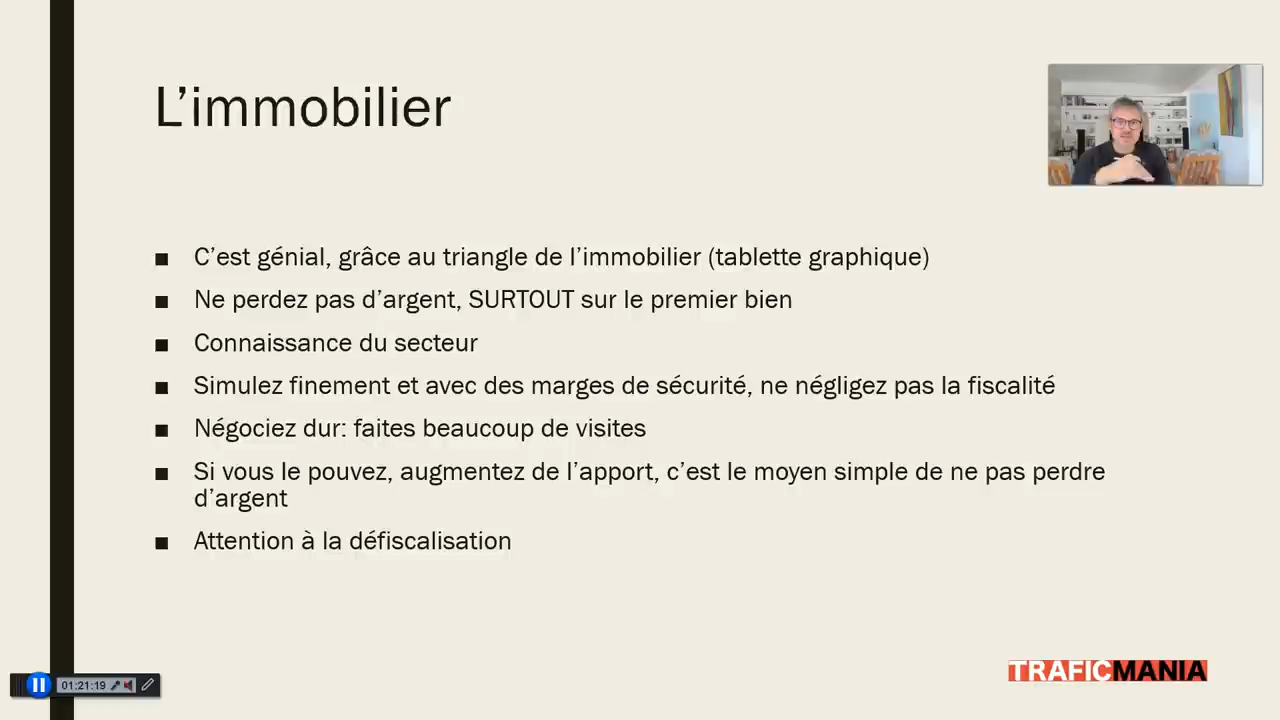 L’immobilier
■ C’est génial, grâce au triangle de l’immobilier (tablette graphique)
■ Ne perdez pas d’argent, SURTOUT sur le premier bien
■ Connaissance du secteur
■ Simulez finement et avec des marges de sécurité, ne négligez pas la fiscalité
■ Négociez dur: faites beaucoup de visites
■ Si vous le pouvez, augmentez de l’apport, c’est le moyen simple de ne pas perdre
d’argent
■ Attention à la défiscalisation
TRAFICMANIA
01:21:19